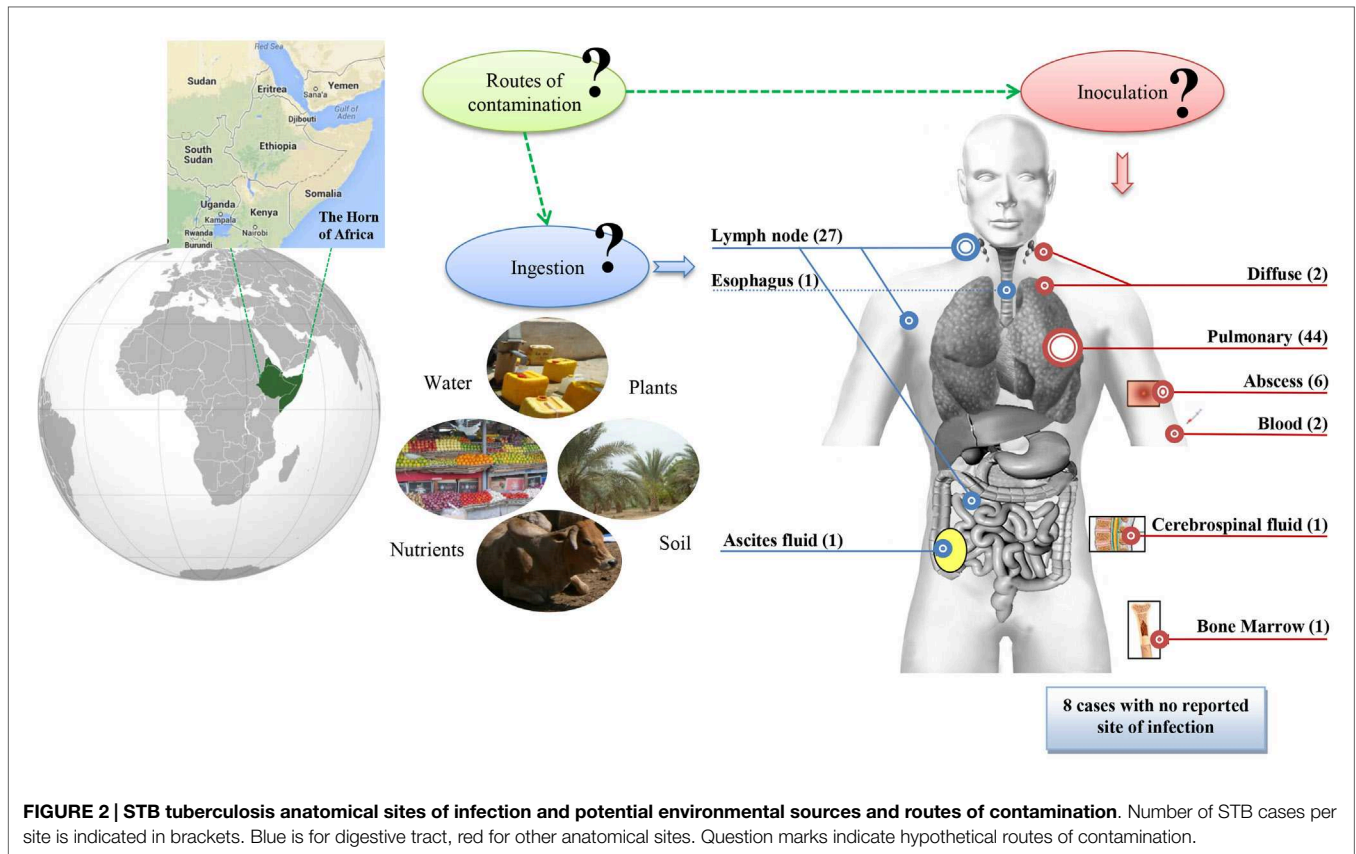 Red Sea
Sudan
Eritrea
Yemen
Sana'a
Gulf of
Aden
Djibouti
South
Sudan
Ethiopia
Somalia
Uganda
Kampala
Kenya
Rwanda
Burundi
Nairobi
The Horn
of Africa
Routes of
contamination
?
Inoculation
?
Ingestion
?
Water
Plants
Nutrients
Soil
Lymph node (27)
Esophagus (1)
Ascites fluid (1)
Diffuse (2)
Pulmonary (44)
Abscess (6)
Blood (2)
Cerebrospinal fluid (1)
Bone Marrow (1)
8 cases with no reported
site of infection
FIGURE 2 | STB tuberculosis anatomical sites of infection and potential environmental sources and routes of contamination. Number of STB cases per
site is indicated in brackets. Blue is for digestive tract, red for other anatomical sites. Question marks indicate hypothetical routes of contamination.